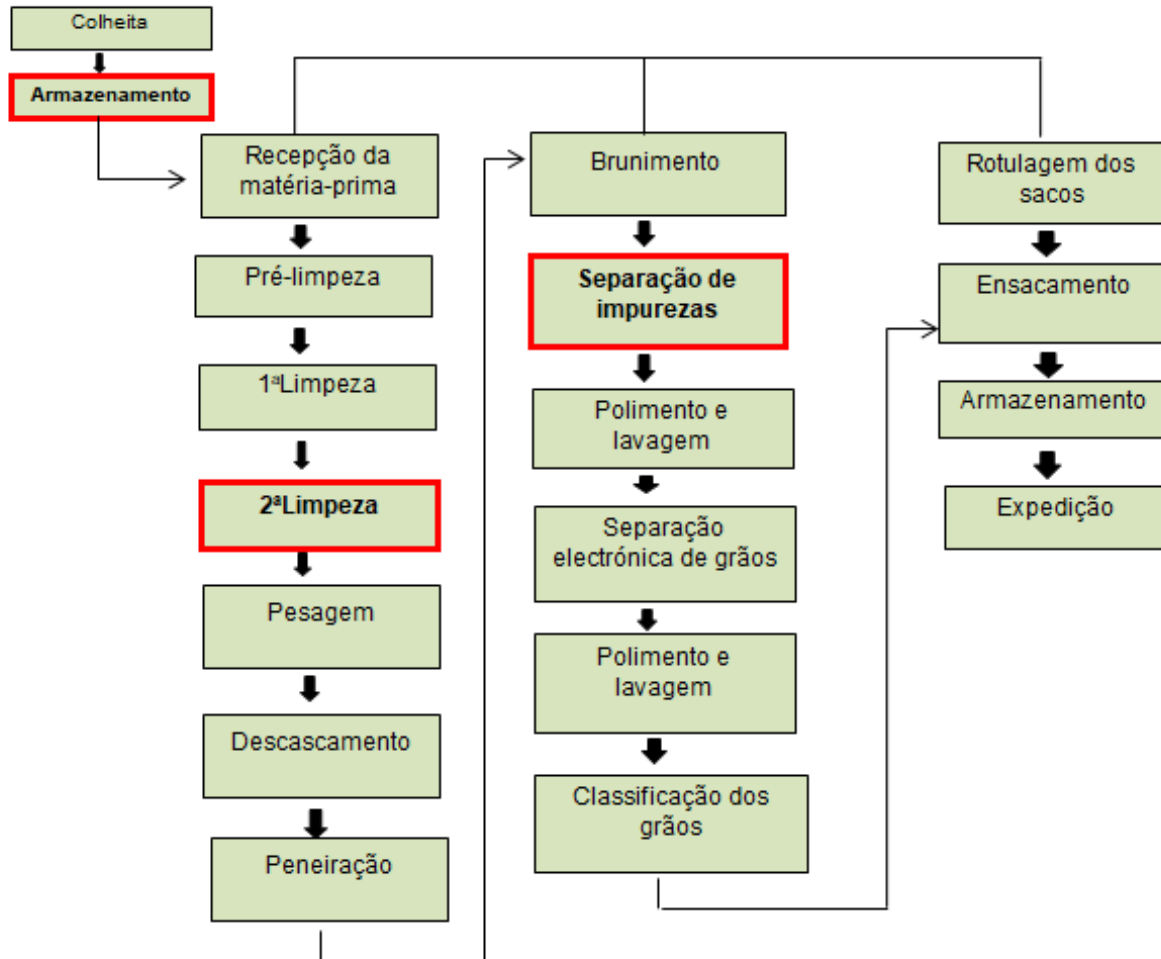 Colheita
Armazenamento
Recepção da
matéria-prima
Pré-limpeza
1ªLimpeza
2ªLimpeza
Pesagem
Descascamento
Peneiração
Brunimento
Separação de
impurezas
Polimento e
lavagem
Separação
electrónica de grãos
Polimento e
lavagem
Classificação dos
grãos
Rotulagem dos
sacos
Ensacamento
Armazenamento
Expedição